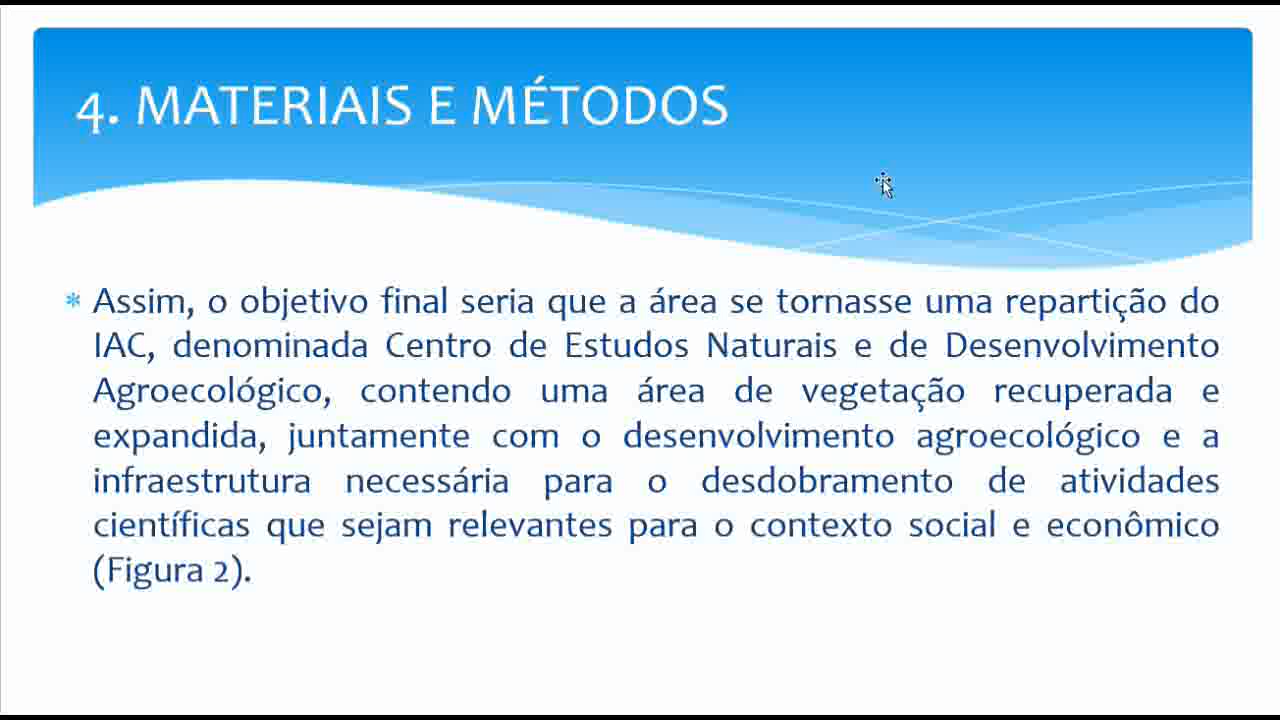 4. MATERIAIS E MÉTODOS
* Assim, o objetivo final seria que a área se tornasse uma repartição do
IAC, denominada Centro de Estudos Naturais e de Desenvolvimento
Agroecológico, contendo uma área de vegetação recuperada e
expandida, juntamente com o desenvolvimento agroecológico e a
infraestrutura necessária para o desdobramento de atividades
científicas que sejam relevantes para o contexto social e econômico
(Figura 2).